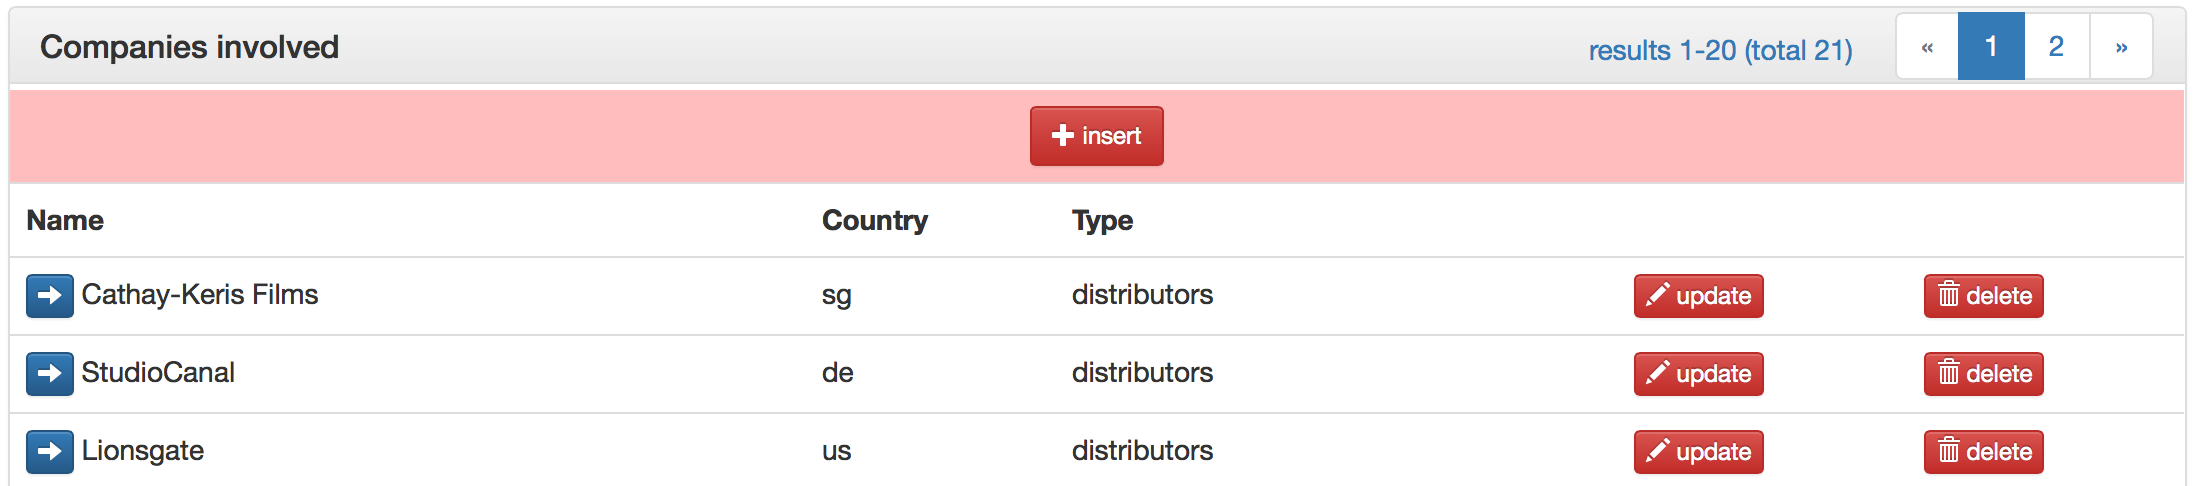 Companies involved results 1-20 (total 21) « 1 2 »
insert
Name Country Type
Cathay-Keris Films sg distributors update delete
StudioCanal de distributors update delete
Lionsgate us distributors update delete